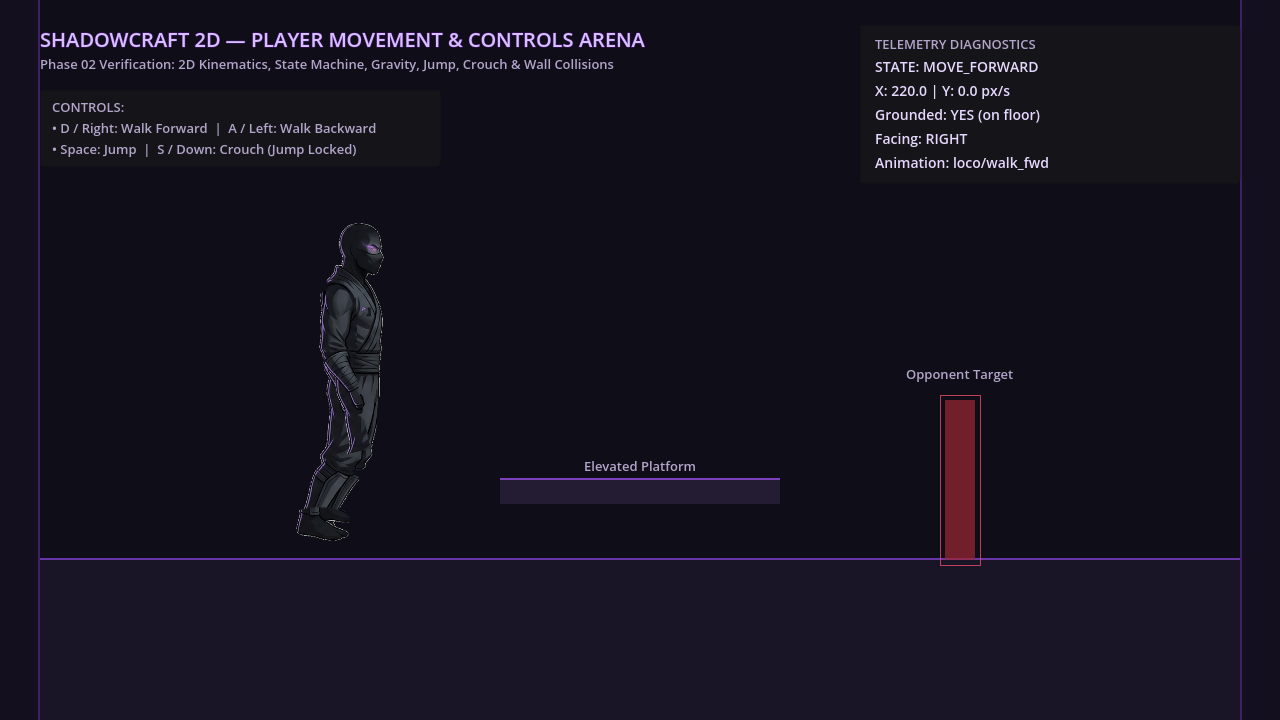 SHADOWCRAFT 2D — PLAYER MOVEMENT & CONTROLS ARENA
Phase 02 Verification: 2D Kinematics, State Machine, Gravity, Jump, Crouch & Wall Collisions
CONTROLS:
• D / Right: Walk Forward | A / Left: Walk Backward
• Space: Jump | S / Down: Crouch (Jump Locked)
TELEMETRY DIAGNOSTICS
STATE: MOVE_FORWARD
X: 220.0 | Y: 0.0 px/s
Grounded: YES (on floor)
Facing: RIGHT
Animation: loco/walk_fwd
Opponent Target
Elevated Platform